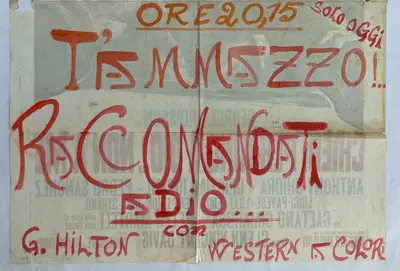 ORE 20,15
SOLO OGGI
T'AMMAZZO!..
RACCOMANDATI
A DIO...
CON
G. HILTON
WESTERN A COLORI